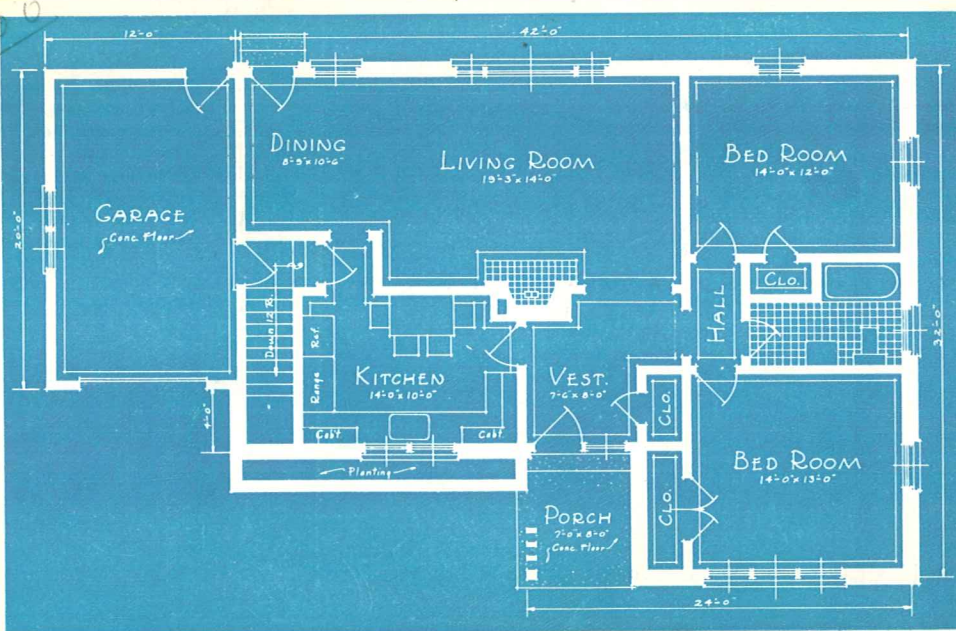 12'-0"
42'-0"
DINING
8'-9" x 10'-6"
LIVING ROOM
19'-3" x 14'-0"
BED ROOM
14'-0" x 12'-0"
GARAGE
Conc. Floor
20'-0"
CLO.
HALL
32'-0"
Down 12 R.
Ref.
Range
KITCHEN
14'-0" x 10'-0"
VEST.
7'-6" x 8'-0"
CLO.
4'-0"
Cab't.
Cab't.
Planting
BED ROOM
14'-0" x 13'-0"
CLO.
PORCH
7'-0" x 8'-0"
Conc. Floor
24'-0"